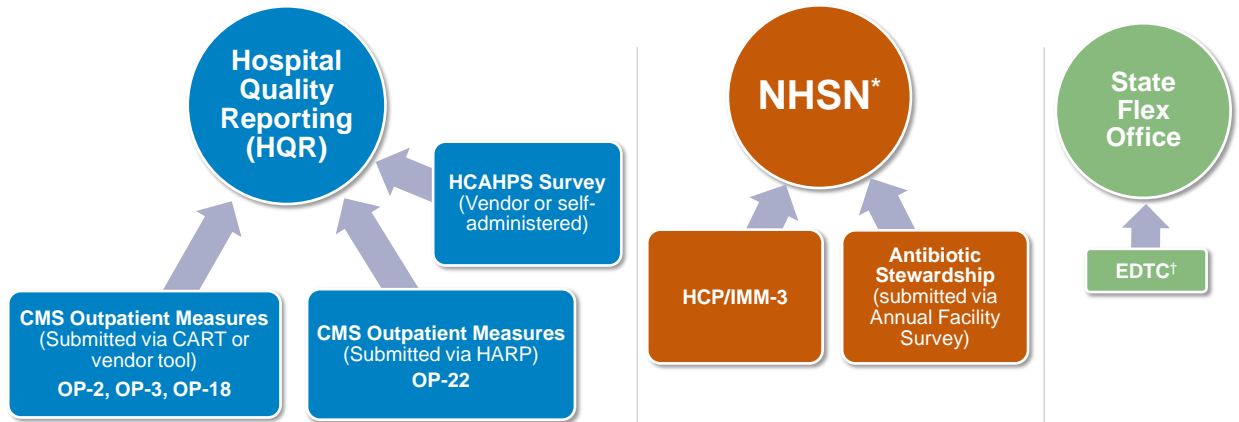 Hospital
Quality
Reporting
(HQR)
HCAHPS Survey
(Vendor or self-
administered)
CMS Outpatient Measures
(Submitted via CART or
vendor tool)
OP-2, OP-3, OP-18
CMS Outpatient Measures
(Submitted via HARP)
OP-22
NHSN*
HCP/IMM-3
Antibiotic
Stewardship
(submitted via
Annual Facility
Survey)
State
Flex
Office
EDTC†